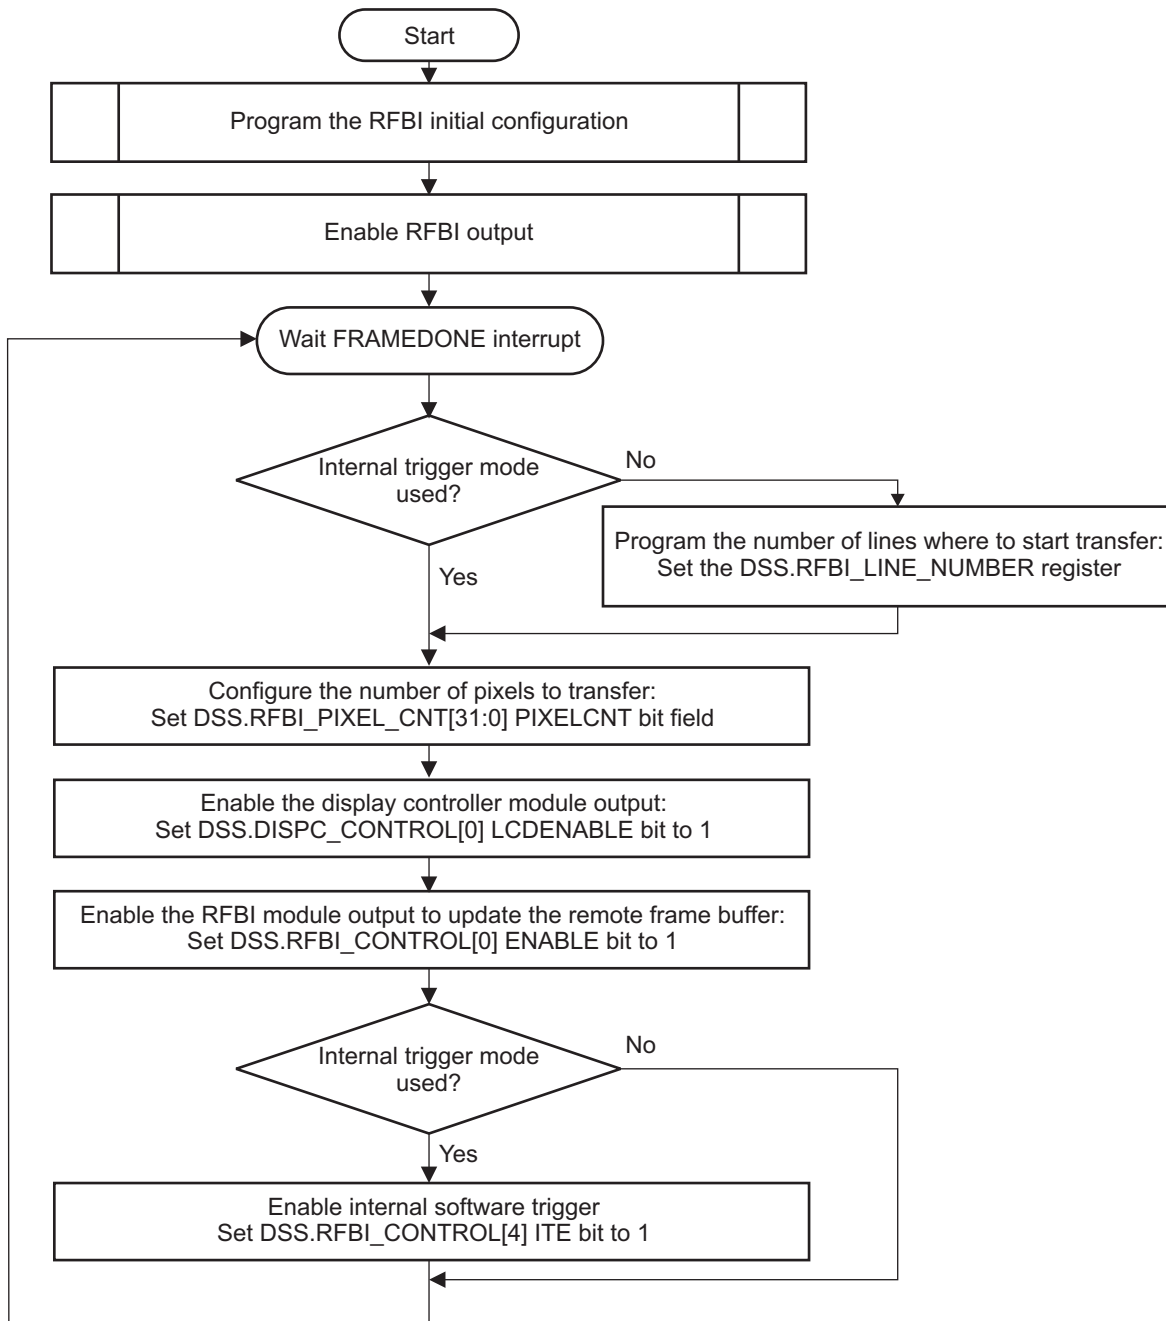 Start
Program the RFBI initial configuration
Enable RFBI output
Wait FRAMEDONE interrupt
Internal trigger mode
used?
No
Program the number of lines where to start transfer:
Set the DSS.RFBI_LINE_NUMBER register
Yes
Configure the number of pixels to transfer:
Set DSS.RFBI_PIXEL_CNT[31:0] PIXELCNT bit field
Enable the display controller module output:
Set DSS.DISPC_CONTROL[0] LCDENABLE bit to 1
Enable the RFBI module output to update the remote frame buffer:
Set DSS.RFBI_CONTROL[0] ENABLE bit to 1
Internal trigger mode
used?
No
Yes
Enable internal software trigger
Set DSS.RFBI_CONTROL[4] ITE bit to 1